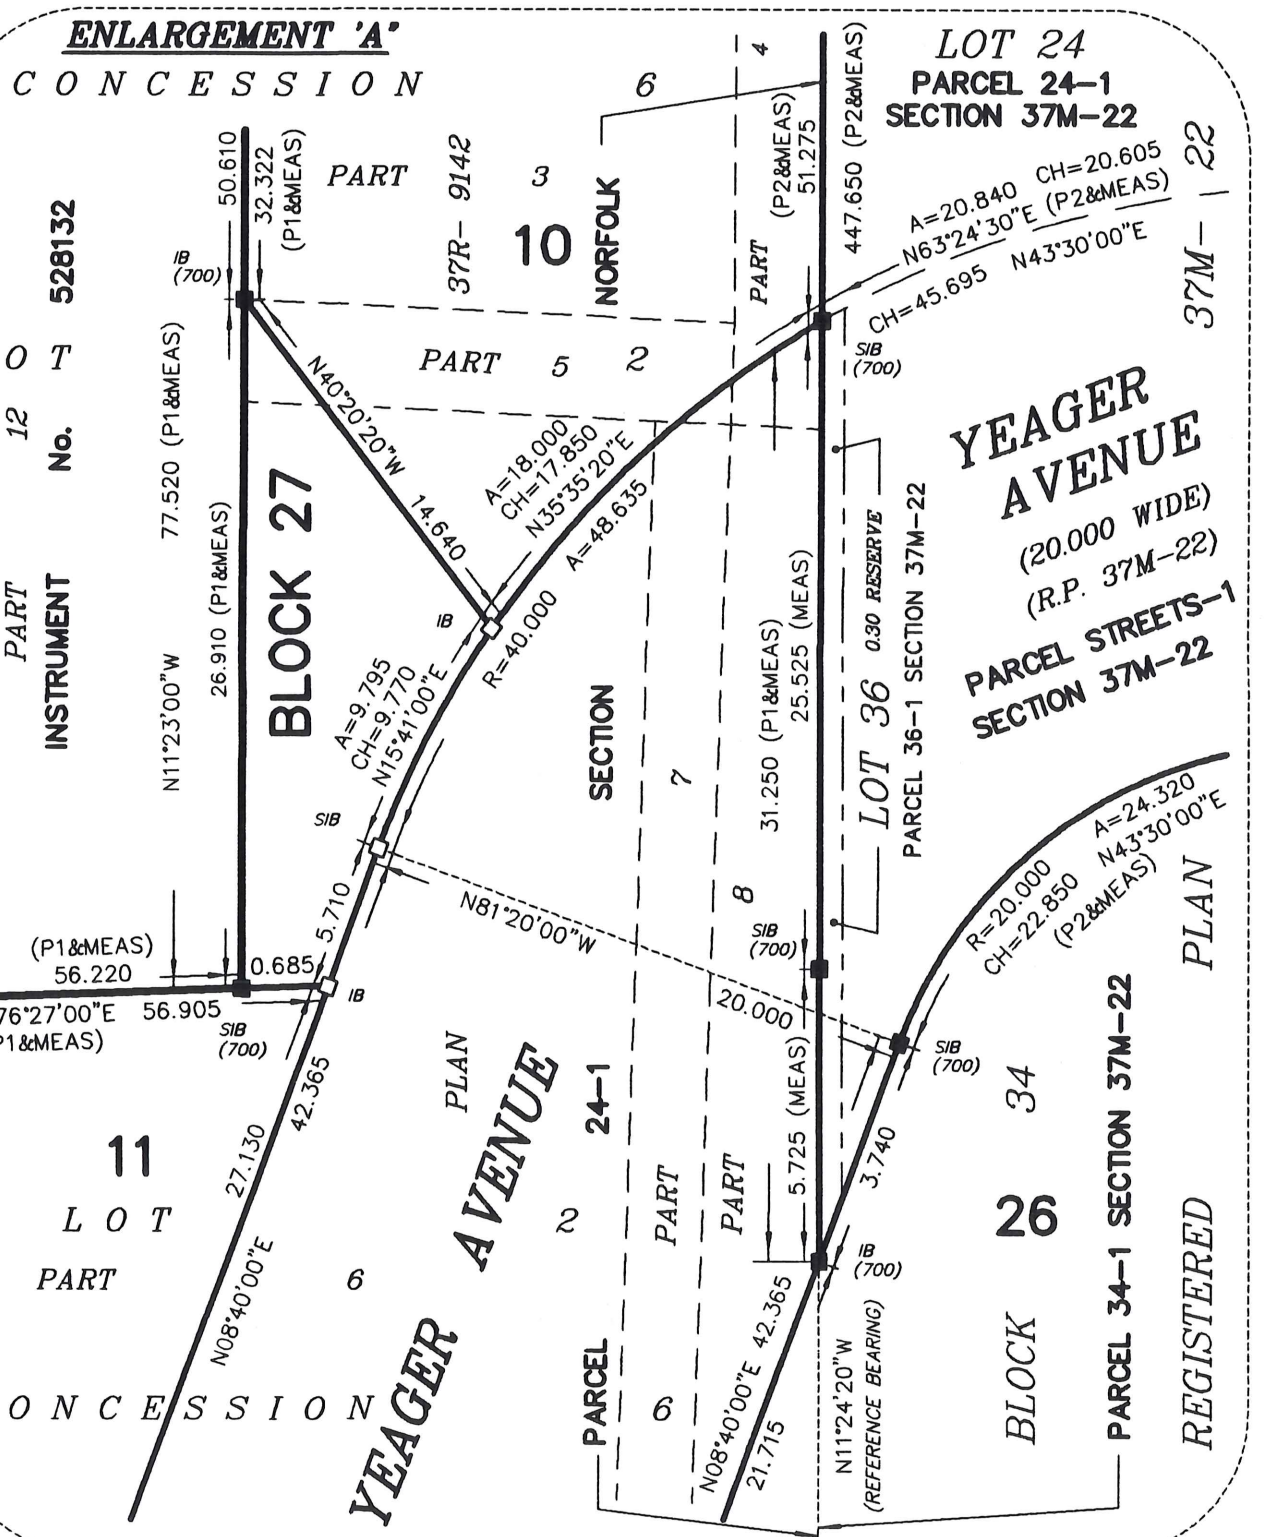 ENLARGEMENT 'A'
CONCESSION
50.610
32.322
(P1&MEAS)
PART 3
37R- 9142
10
NORFOLK
6
4
(P2&MEAS)
51.275
447.650 (P2&MEAS)
LOT 24
PARCEL 24-1
SECTION 37M-22
A=20.840 CH=20.605
N63°24'30"E (P2&MEAS)
CH=45.695 N43°30'00"E
37M- 22
528132
IB
(700)
PART
O T
12
No.
77.520 (P1&MEAS)
PART 5 2
N40°20'20"W
14.640
A=18.000
CH=17.850
N35°35'20"E
A=48.635
SIB
(700)
YEAGER
AVENUE
(20.000 WIDE)
(R.P. 37M-22)
PARCEL STREETS-1
SECTION 37M-22
PART
INSTRUMENT
26.910 (P1&MEAS)
N11°23'00"W
BLOCK 27
IB
R=40.000
A=9.795
CH=9.770
N15°41'00"E
SECTION
7
31.250 (P1&MEAS)
25.525 (MEAS)
0.30 RESERVE
LOT 36
PARCEL 36-1 SECTION 37M-22
SIB
5.710
N81°20'00"W
20.000
8
SIB
(700)
A=24.320
N43°30'00"E
R=20.000
CH=22.850
(P2&MEAS)
PLAN
(P1&MEAS)
56.220
0.685
76°27'00"E
56.905
P1&MEAS)
SIB
(700)
IB
42.365
27.130
N08°40'00"E
11
LOT
PART 6
ONCESSION
PLAN
YEAGER AVENUE
24-1
2
PARCEL
PART
PART
6
5.725 (MEAS)
SIB
(700)
3.740
IB
(700)
N08°40'00"E 42.365
21.715
N11°24'20"W
(REFERENCE BEARING)
34
26
BLOCK
PARCEL 34-1 SECTION 37M-22
REGISTERED